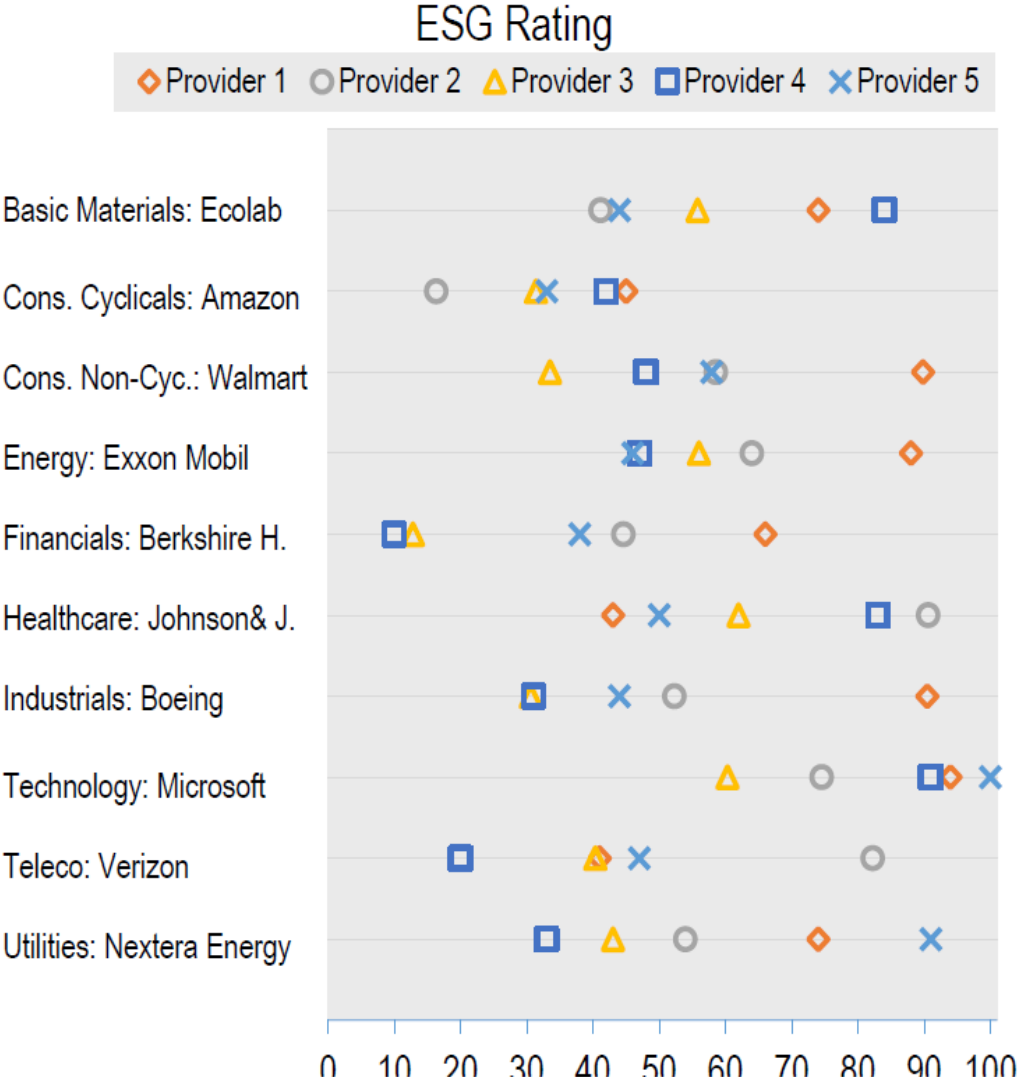 ESG Rating
Provider 1 Provider 2 Provider 3 Provider 4 Provider 5
Basic Materials: Ecolab
Cons. Cyclicals: Amazon
Cons. Non-Cyc.: Walmart
Energy: Exxon Mobil
Financials: Berkshire H.
Healthcare: Johnson& J.
Industrials: Boeing
Technology: Microsoft
Teleco: Verizon
Utilities: Nextera Energy
0 10 20 30 40 50 60 70 80 90 100